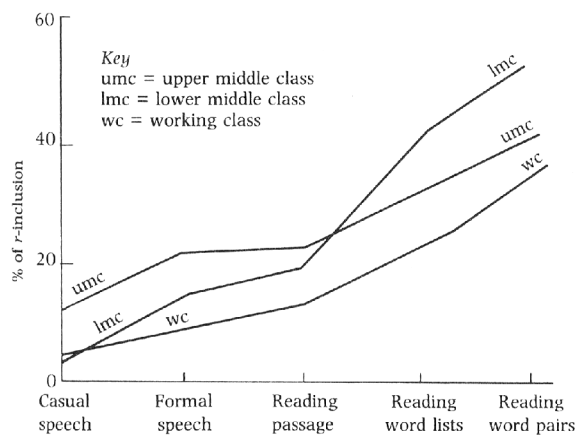 60
Key
umc = upper middle class
lmc = lower middle class
wc = working class
lmc
umc
wc
40
% of r-inclusion
20
umc
lmc
wc
0
Casual speech
Formal speech
Reading passage
Reading word lists
Reading word pairs